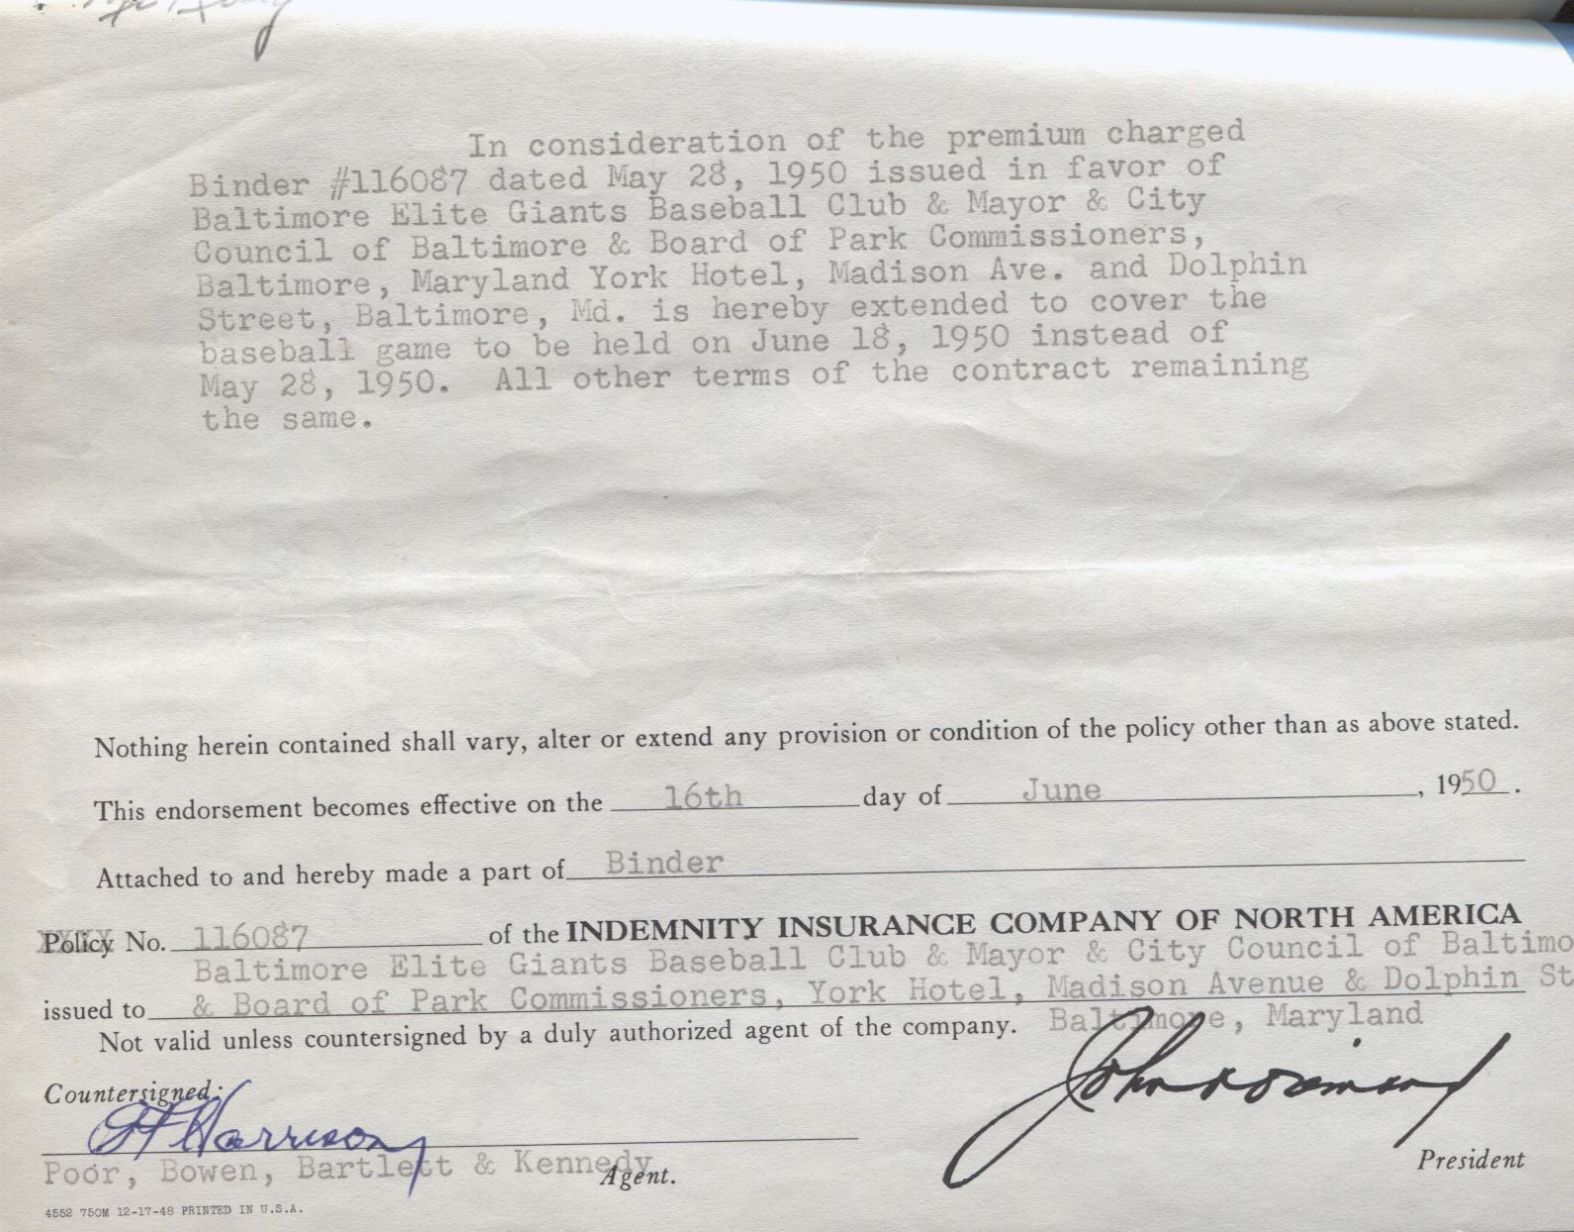 In consideration of the premium charged
Binder #116087 dated May 28, 1950 issued in favor of
Baltimore Elite Giants Baseball Club & Mayor & City
Council of Baltimore & Board of Park Commissioners,
Baltimore, Maryland York Hotel, Madison Ave. and Dolphin
Street, Baltimore, Md. is hereby extended to cover the
baseball game to be held on June 18, 1950 instead of
May 28, 1950. All other terms of the contract remaining
the same.
Nothing herein contained shall vary, alter or extend any provision or condition of the policy other than as above stated.
This endorsement becomes effective on the 16th day of June, 1950.
Attached to and hereby made a part of Binder
Policy No. 116087 of the INDEMNITY INSURANCE COMPANY OF NORTH AMERICA
Baltimore Elite Giants Baseball Club & Mayor & City Council of Baltimo
issued to & Board of Park Commissioners, York Hotel, Madison Avenue & Dolphin St
Not valid unless countersigned by a duly authorized agent of the company. Baltimore, Maryland
Countersigned:
Harrison
Poor, Bowen, Bartlett & Kennedy Agent.
John
President
4552 750M 12-17-48 PRINTED IN U.S.A.